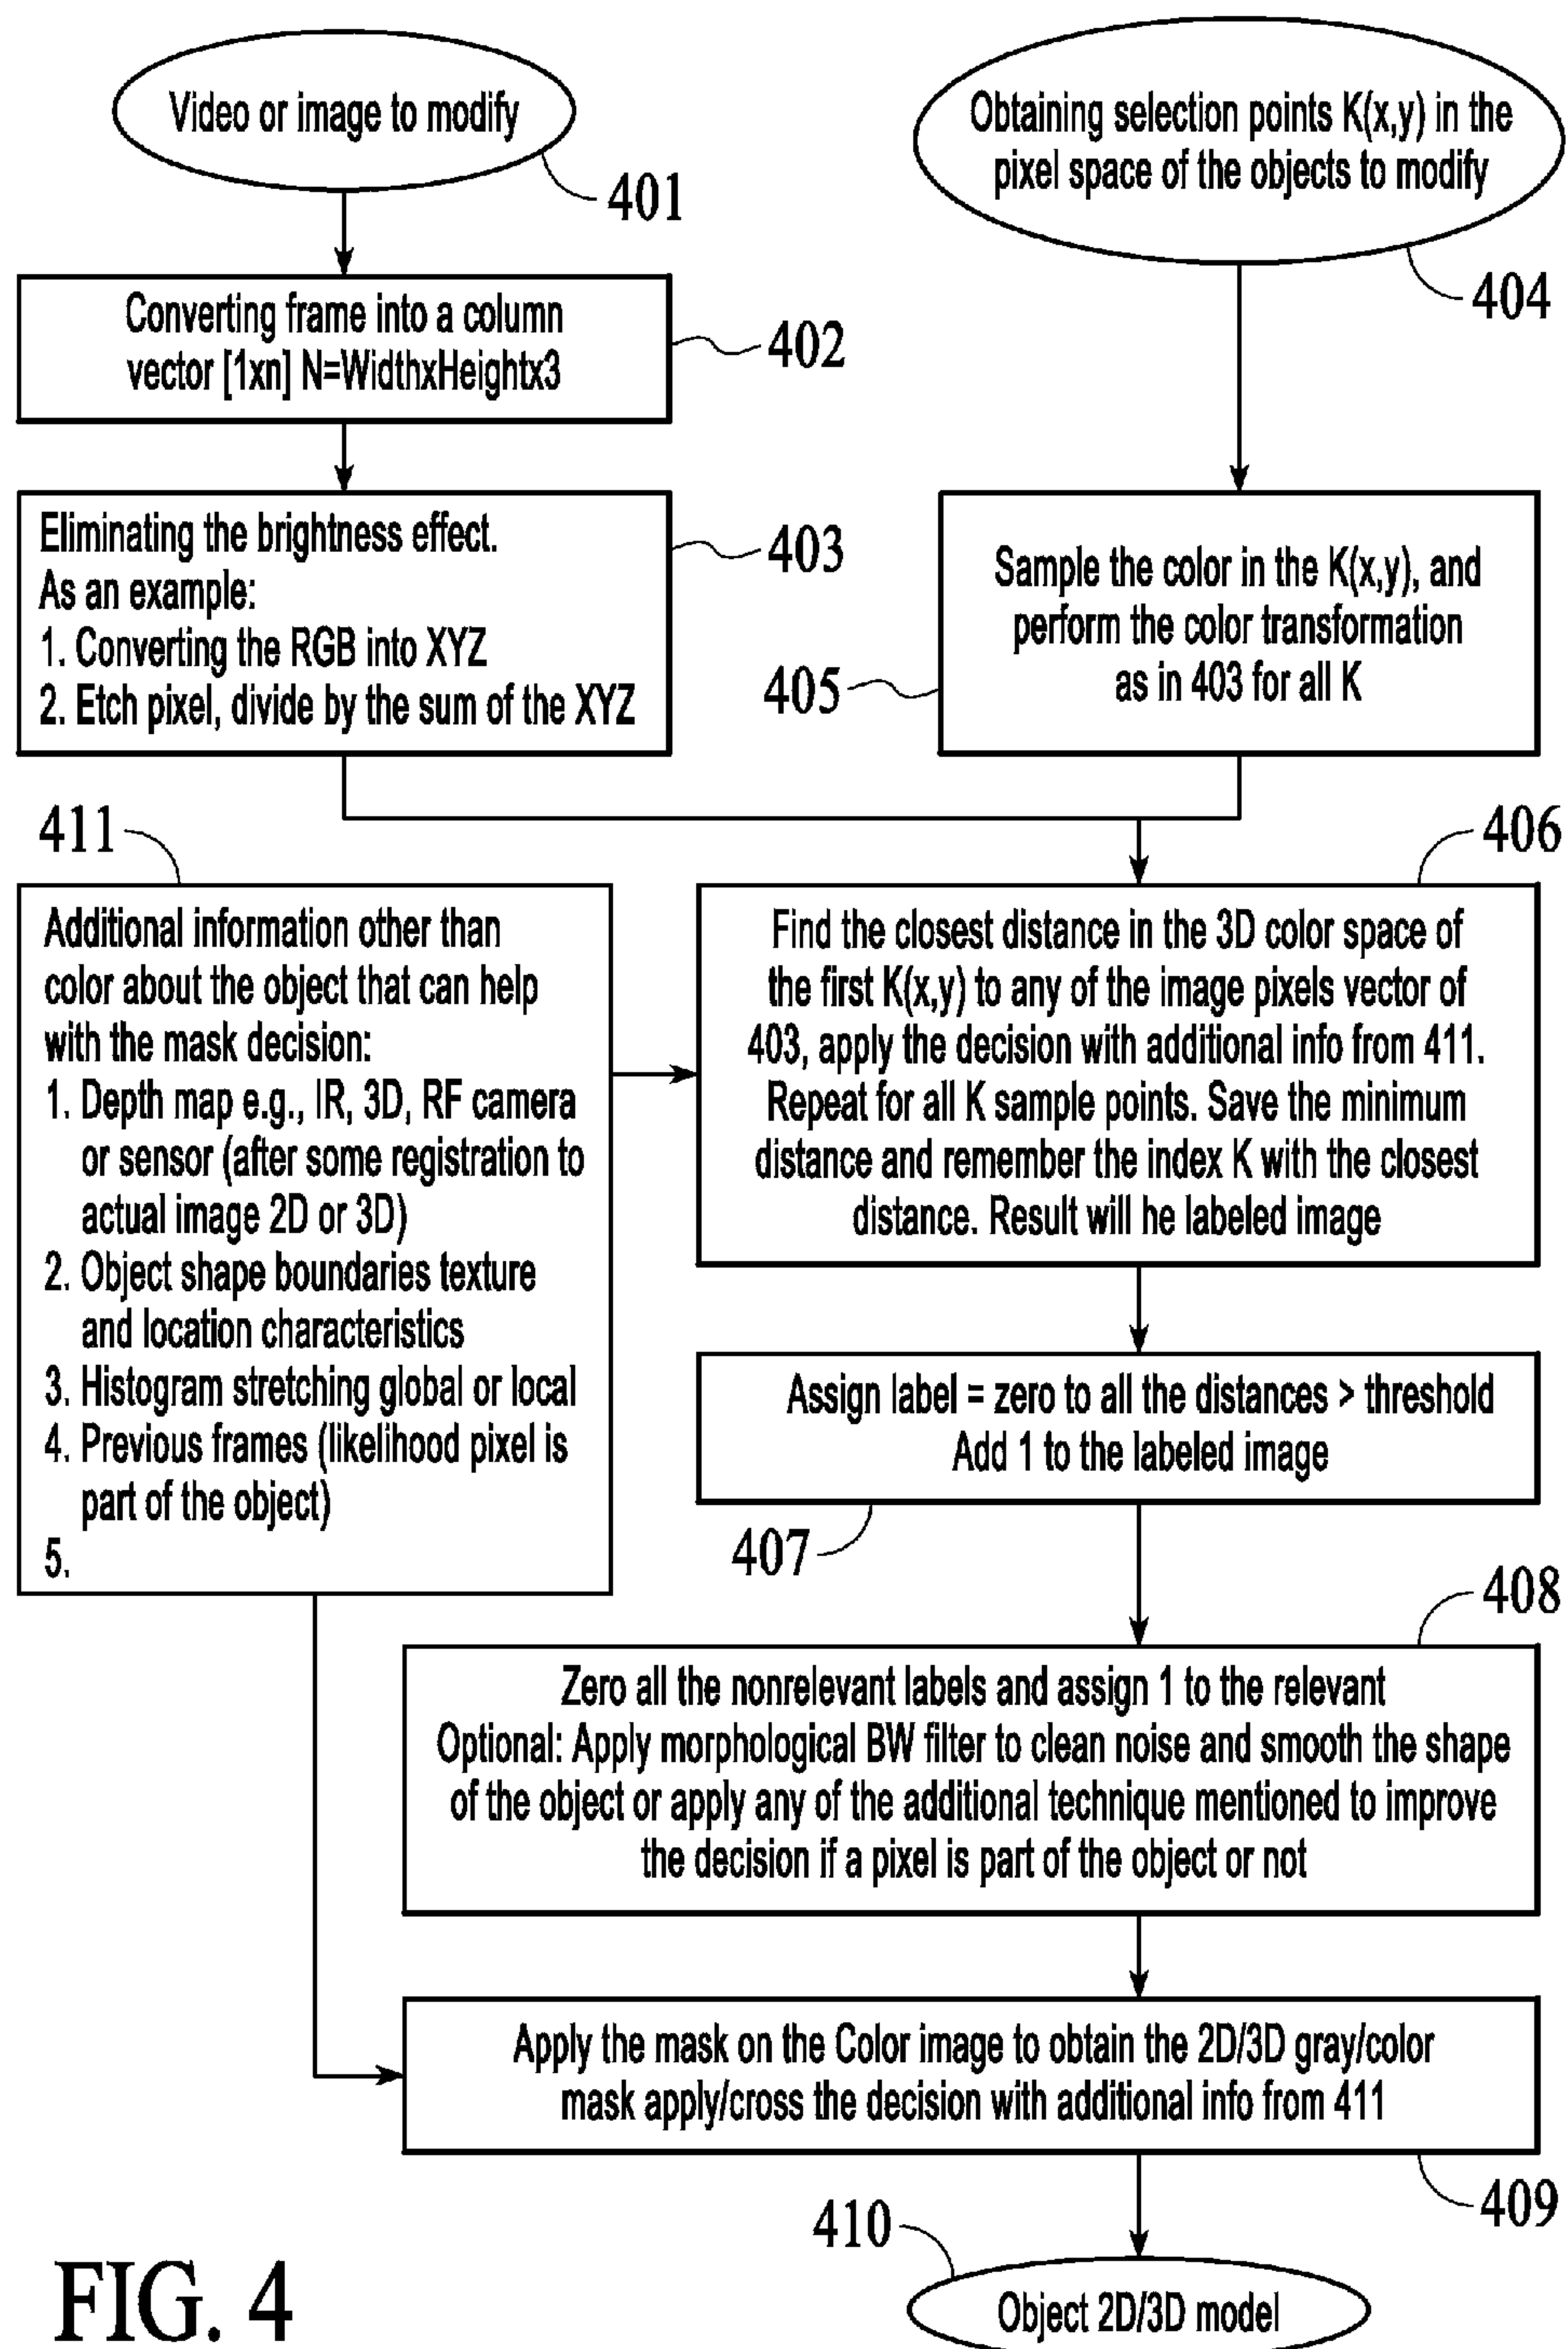 Video or image to modify
401
Converting frame into a column
vector [1xn] N=WidthxHeightx3
402
Eliminating the brightness effect.
As an example:
1. Converting the RGB into XYZ
2. Etch pixel, divide by the sum of the XYZ
403
Obtaining selection points K(x,y) in the
pixel space of the objects to modify
404
Sample the color in the K(x,y), and
perform the color transformation
as in 403 for all K
405
411
Additional information other than
color about the object that can help
with the mask decision:
1. Depth map e.g., IR, 3D, RF camera
or sensor (after some registration to
actual image 2D or 3D)
2. Object shape boundaries texture
and location characteristics
3. Histogram stretching global or local
4. Previous frames (likelihood pixel is
part of the object)
5.
406
Find the closest distance in the 3D color space of
the first K(x,y) to any of the image pixels vector of
403, apply the decision with additional info from 411.
Repeat for all K sample points. Save the minimum
distance and remember the index K with the closest
distance. Result will he labeled image
Assign label = zero to all the distances > threshold
Add 1 to the labeled image
407
408
Zero all the nonrelevant labels and assign 1 to the relevant
Optional: Apply morphological BW filter to clean noise and smooth the shape
of the object or apply any of the additional technique mentioned to improve
the decision if a pixel is part of the object or not
Apply the mask on the Color image to obtain the 2D/3D gray/color
mask apply/cross the decision with additional info from 411
409
410
Object 2D/3D model
FIG. 4